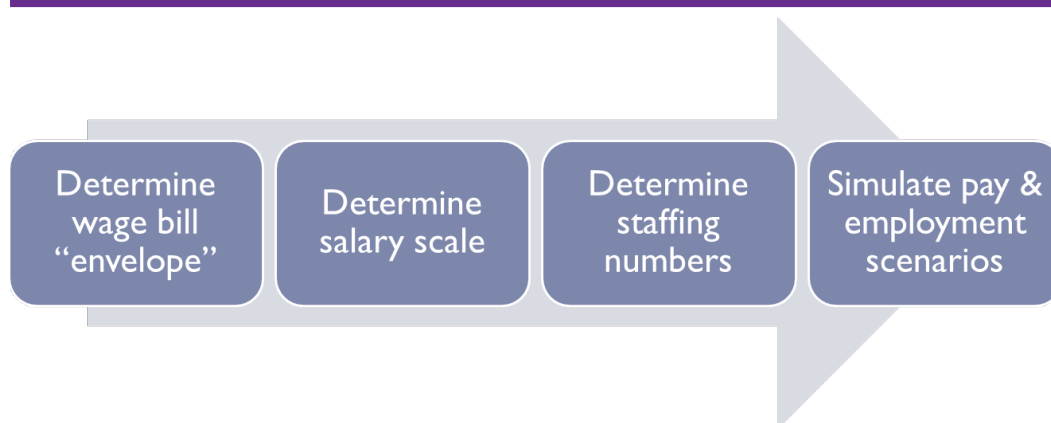 Determine
wage bill
“envelope”
Determine
salary scale
Determine
staffing
numbers
Simulate pay &
employment
scenarios